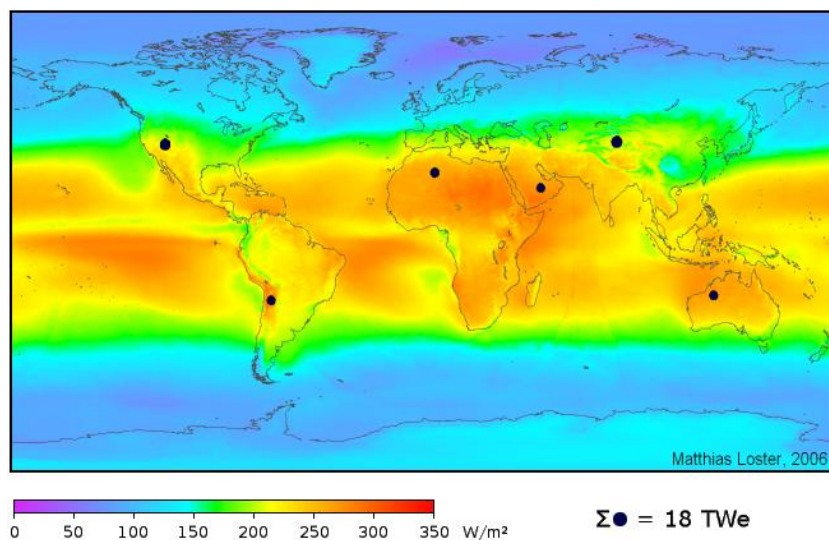 Matthias Loster, 2006
0 50 100 150 200 250 300 350 W/m²
Σ● = 18 TWe